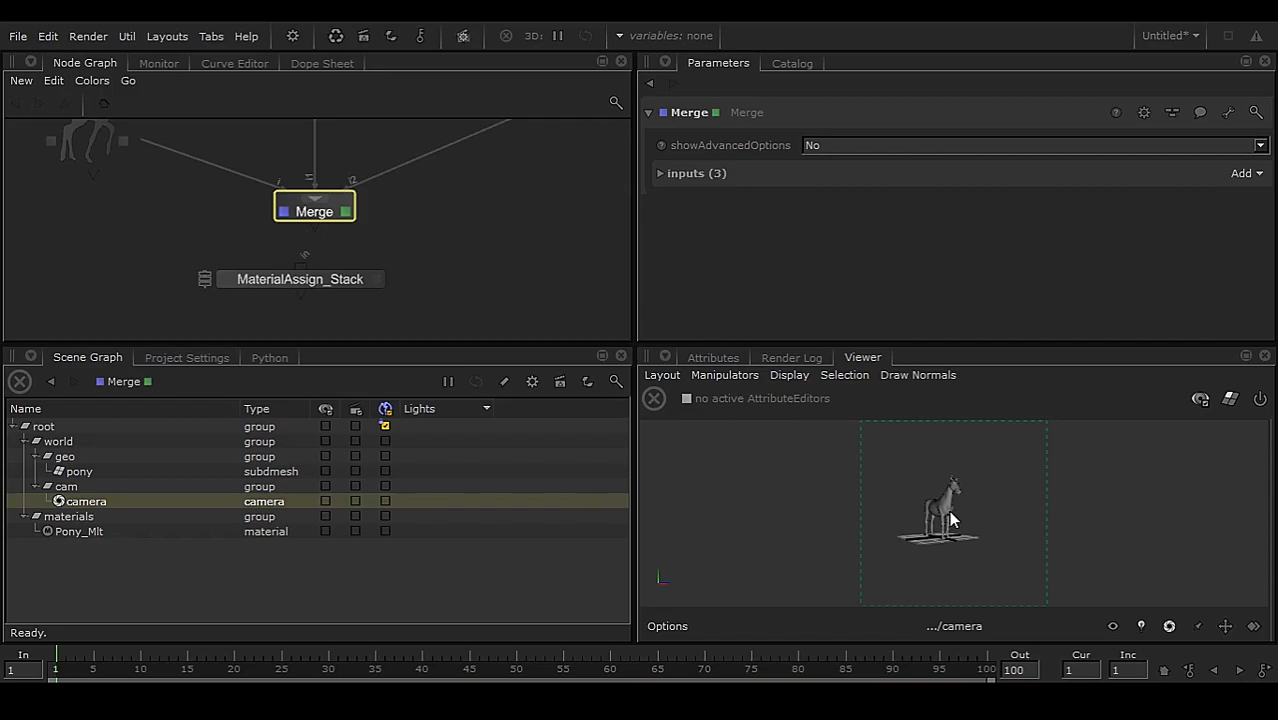 File Edit Render Util Layouts Tabs Help 3D: variables: none Untitled*
Node Graph Monitor Curve Editor Dope Sheet
New Edit Colors Go
i i1 i2
Merge
in
MaterialAssign_Stack
Parameters Catalog
Merge Merge
showAdvancedOptions No
inputs (3) Add
Scene Graph Project Settings Python
Merge
Name Type Lights
root group
world group
geo group
pony subdmesh
cam group
camera camera
materials group
Pony_Mlt material
Ready.
Attributes Render Log Viewer
Layout Manipulators Display Selection Draw Normals
no active AttributeEditors
Options .../camera
In Out Cur Inc
1 1 5 10 15 20 25 30 35 40 45 50 55 60 65 70 75 80 85 90 95 100 100 1 1